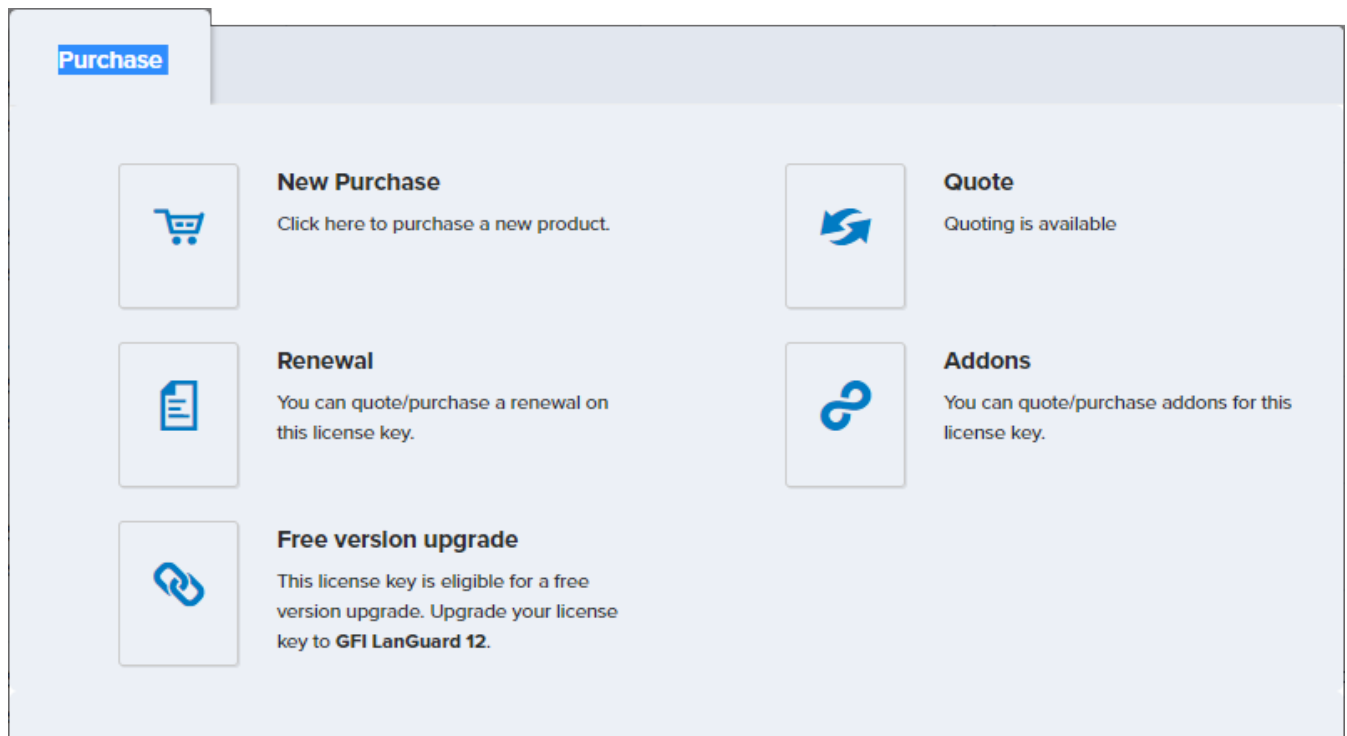 Purchase
New Purchase
Click here to purchase a new product.
Quote
Quoting is available
Renewal
You can quote/purchase a renewal on
this license key.
Addons
You can quote/purchase addons for this
license key.
Free version upgrade
This license key is eligible for a free
version upgrade. Upgrade your license
key to GFI LanGuard 12.